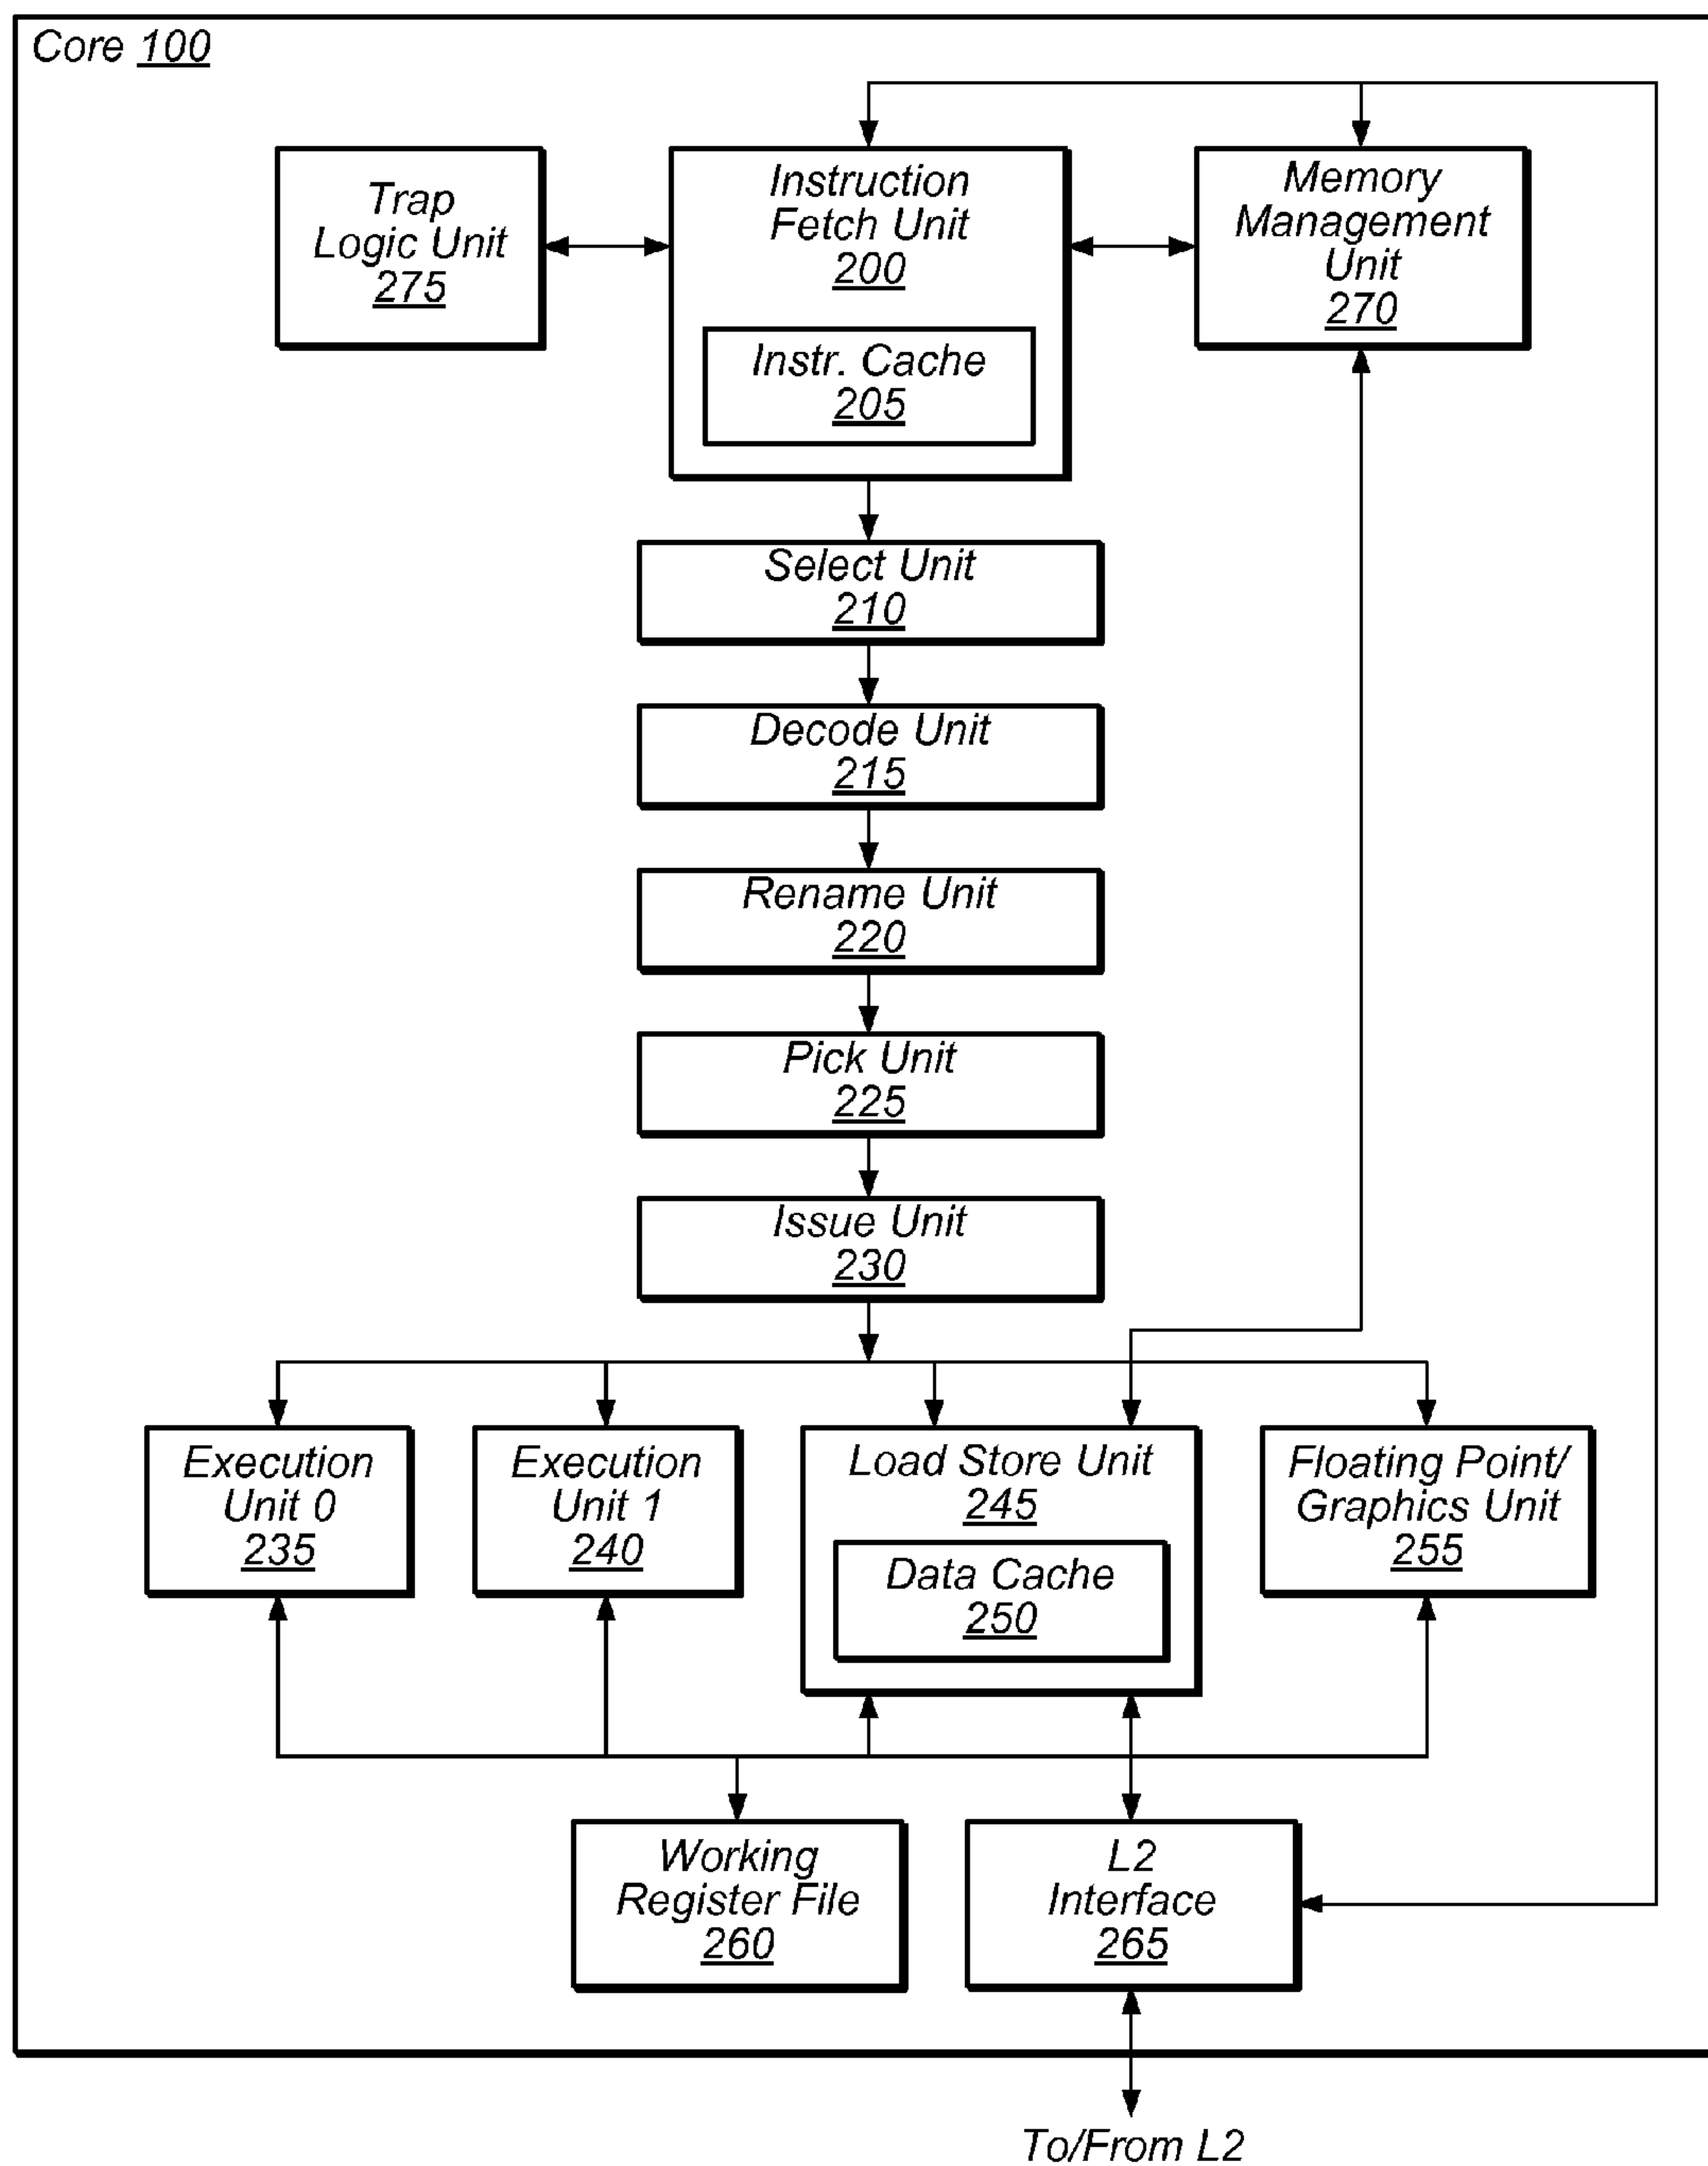 Core 100
Trap
Logic Unit
275
Instruction
Fetch Unit
200
Instr. Cache
205
Memory
Management
Unit
270
Select Unit
210
Decode Unit
215
Rename Unit
220
Pick Unit
225
Issue Unit
230
Execution
Unit 0
235
Execution
Unit 1
240
Load Store Unit
245
Data Cache
250
Floating Point/
Graphics Unit
255
Working
Register File
260
L2
Interface
265
To/From L2